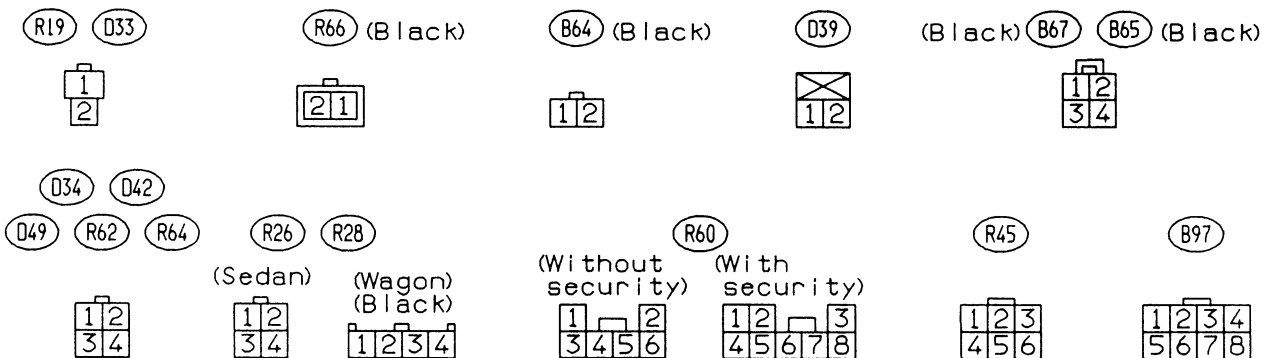 R19 D33 R66 (Black) B64 (Black) D39 (Black) B67 B65 (Black)
1
2
2 1
1 2
1 2
1 2
3 4
D34 D42
D49 R62 R64 R26 R28 R60 R45 B97
(Sedan)
(Wagon)
(Black)
(Without
security)
(With
security)
1 2
3 4
1 2
3 4
1 2 3 4
1 2
3 4 5 6
1 2 3
4 5 6 7 8
1 2 3
4 5 6
1 2 3 4
5 6 7 8